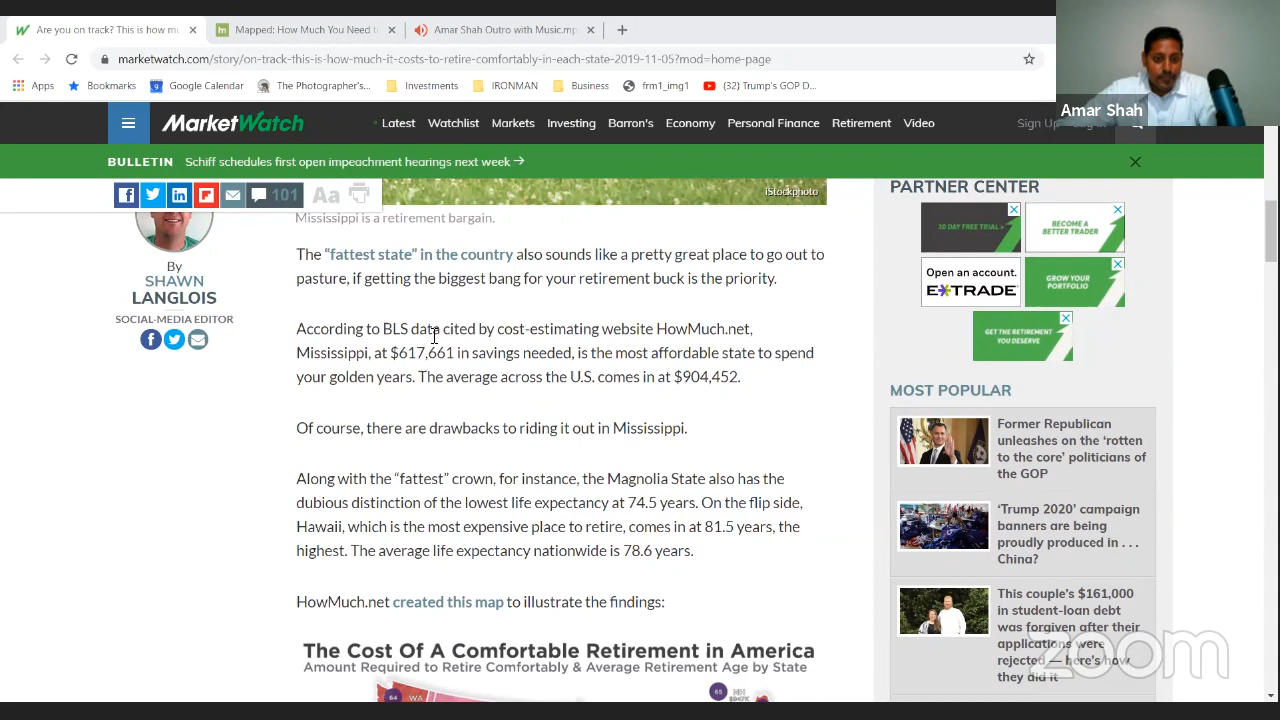 Are you on track? This is how mu
Mapped: How Much You Need t
Amar Shah Outro with Music.mp
marketwatch.com/story/on-track-this-is-how-much-it-costs-to-retire-comfortably-in-each-state-2019-11-05?mod=home-page
Apps Bookmarks Google Calendar The Photographer's... Investments IRONMAN Business frm1_img1 (32) Trump's GOP D...
Amar Shah
MarketWatch Latest Watchlist Markets Investing Barron's Economy Personal Finance Retirement Video Sign Up
BULLETIN Schiff schedules first open impeachment hearings next week →
101 Aa
iStockphoto
Mississippi is a retirement bargain.
By
SHAWN
LANGLOIS
SOCIAL-MEDIA EDITOR
The “fattest state” in the country also sounds like a pretty great place to go out to
pasture, if getting the biggest bang for your retirement buck is the priority.
According to BLS data cited by cost-estimating website HowMuch.net,
Mississippi, at $617,661 in savings needed, is the most affordable state to spend
your golden years. The average across the U.S. comes in at $904,452.
Of course, there are drawbacks to riding it out in Mississippi.
Along with the “fattest” crown, for instance, the Magnolia State also has the
dubious distinction of the lowest life expectancy at 74.5 years. On the flip side,
Hawaii, which is the most expensive place to retire, comes in at 81.5 years, the
highest. The average life expectancy nationwide is 78.6 years.
HowMuch.net created this map to illustrate the findings:
The Cost Of A Comfortable Retirement in America
Amount Required to Retire Comfortably & Average Retirement Age by State
64 WA
65 NH
PARTNER CENTER
30 DAY FREE TRIAL >
BECOME A
BETTER TRADER
Open an account.
E*TRADE
GROW YOUR
PORTFOLIO
GET THE RETIREMENT
YOU DESERVE
MOST POPULAR
Former Republican
unleashes on the ‘rotten
to the core’ politicians of
the GOP
‘Trump 2020’ campaign
banners are being
proudly produced in . . .
China?
This couple's $161,000
in student-loan debt
was forgiven after their
applications were
rejected — here's how
they did it
zoom